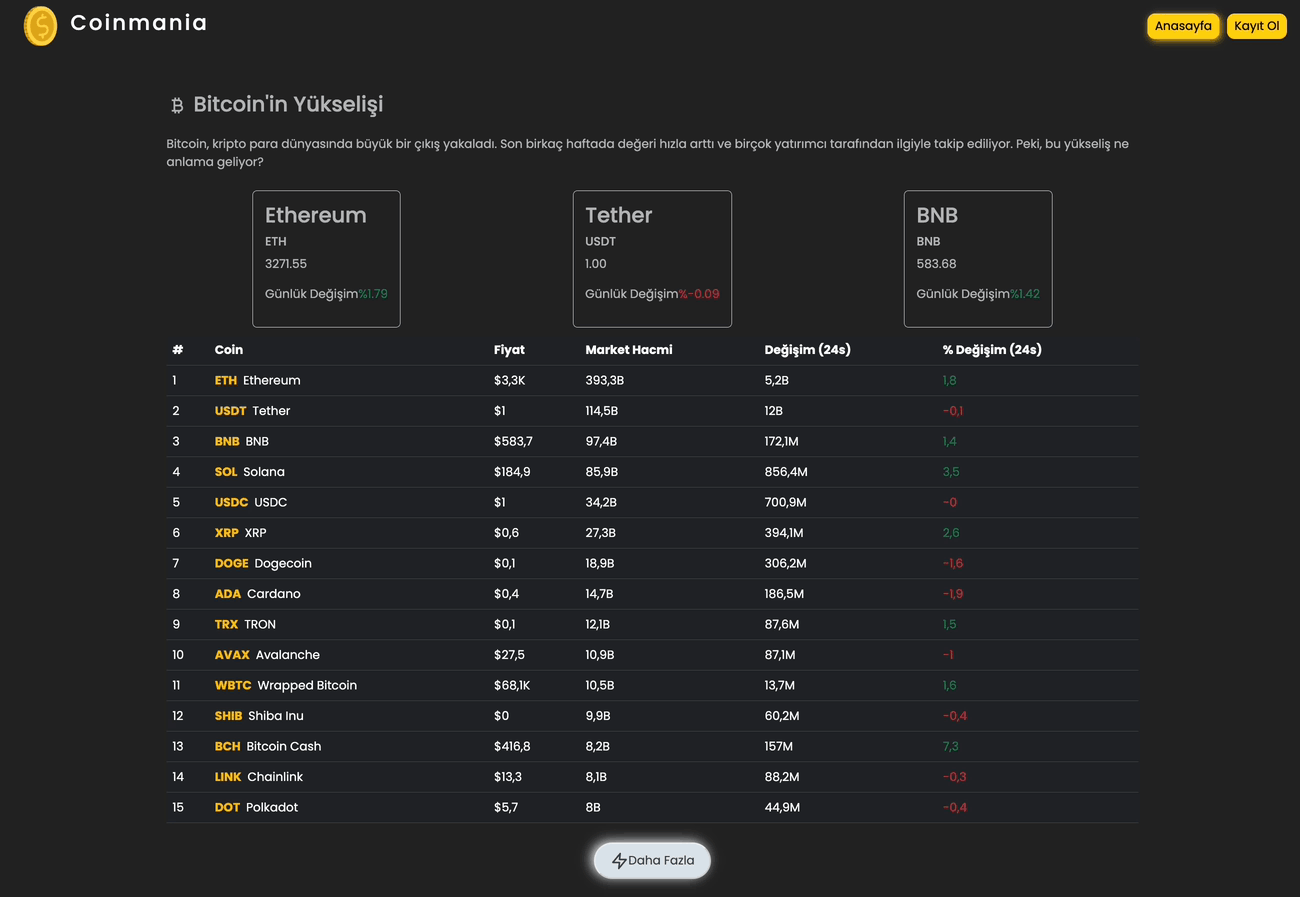 Coinmania
Anasayfa Kayıt Ol
Bitcoin'in Yükselişi
Bitcoin, kripto para dünyasında büyük bir çıkış yakaladı. Son birkaç haftada değeri hızla arttı ve birçok yatırımcı tarafından ilgiyle takip ediliyor. Peki, bu yükseliş ne
anlama geliyor?
Ethereum
ETH
3271.55
Günlük Değişim%1.79
Tether
USDT
1.00
Günlük Değişim%-0.09
BNB
BNB
583.68
Günlük Değişim%1.42
# Coin Fiyat Market Hacmi Değişim (24s) % Değişim (24s)
1 ETH Ethereum $3,3K 393,3B 5,2B 1,8
2 USDT Tether $1 114,5B 12B -0,1
3 BNB BNB $583,7 97,4B 172,1M 1,4
4 SOL Solana $184,9 85,9B 856,4M 3,5
5 USDC USDC $1 34,2B 700,9M -0
6 XRP XRP $0,6 27,3B 394,1M 2,6
7 DOGE Dogecoin $0,1 18,9B 306,2M -1,6
8 ADA Cardano $0,4 14,7B 186,5M -1,9
9 TRX TRON $0,1 12,1B 87,6M 1,5
10 AVAX Avalanche $27,5 10,9B 87,1M -1
11 WBTC Wrapped Bitcoin $68,1K 10,5B 13,7M 1,6
12 SHIB Shiba Inu $0 9,9B 60,2M -0,4
13 BCH Bitcoin Cash $416,8 8,2B 157M 7,3
14 LINK Chainlink $13,3 8,1B 88,2M -0,3
15 DOT Polkadot $5,7 8B 44,9M -0,4
Daha Fazla